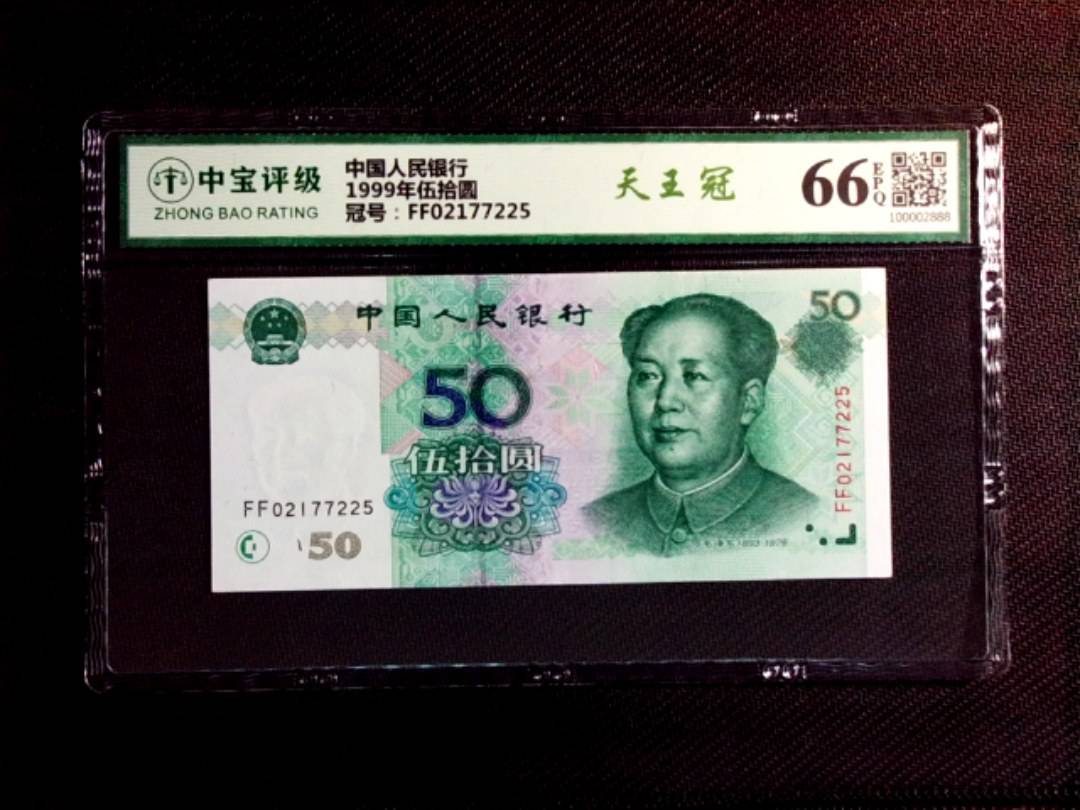 中宝评级
ZHONG BAO RATING
中国人民银行
1999年伍拾圆
冠号：FF02177225
天王冠
66
EPQ
100002888
中国人民银行
50
50
伍拾圆
FF02177225
50
FF02177225